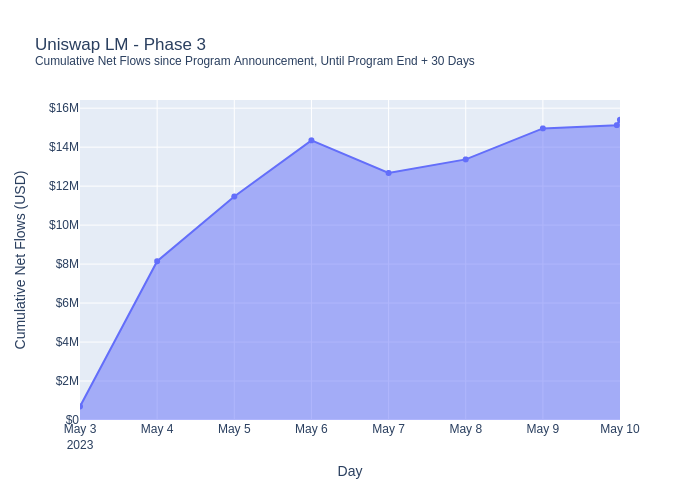 Uniswap LM - Phase 3
Cumulative Net Flows since Program Announcement, Until Program End + 30 Days
Cumulative Net Flows (USD)
$16M
$14M
$12M
$10M
$8M
$6M
$4M
$2M
$0
May 3 May 4 May 5 May 6 May 7 May 8 May 9 May 10
2023
Day